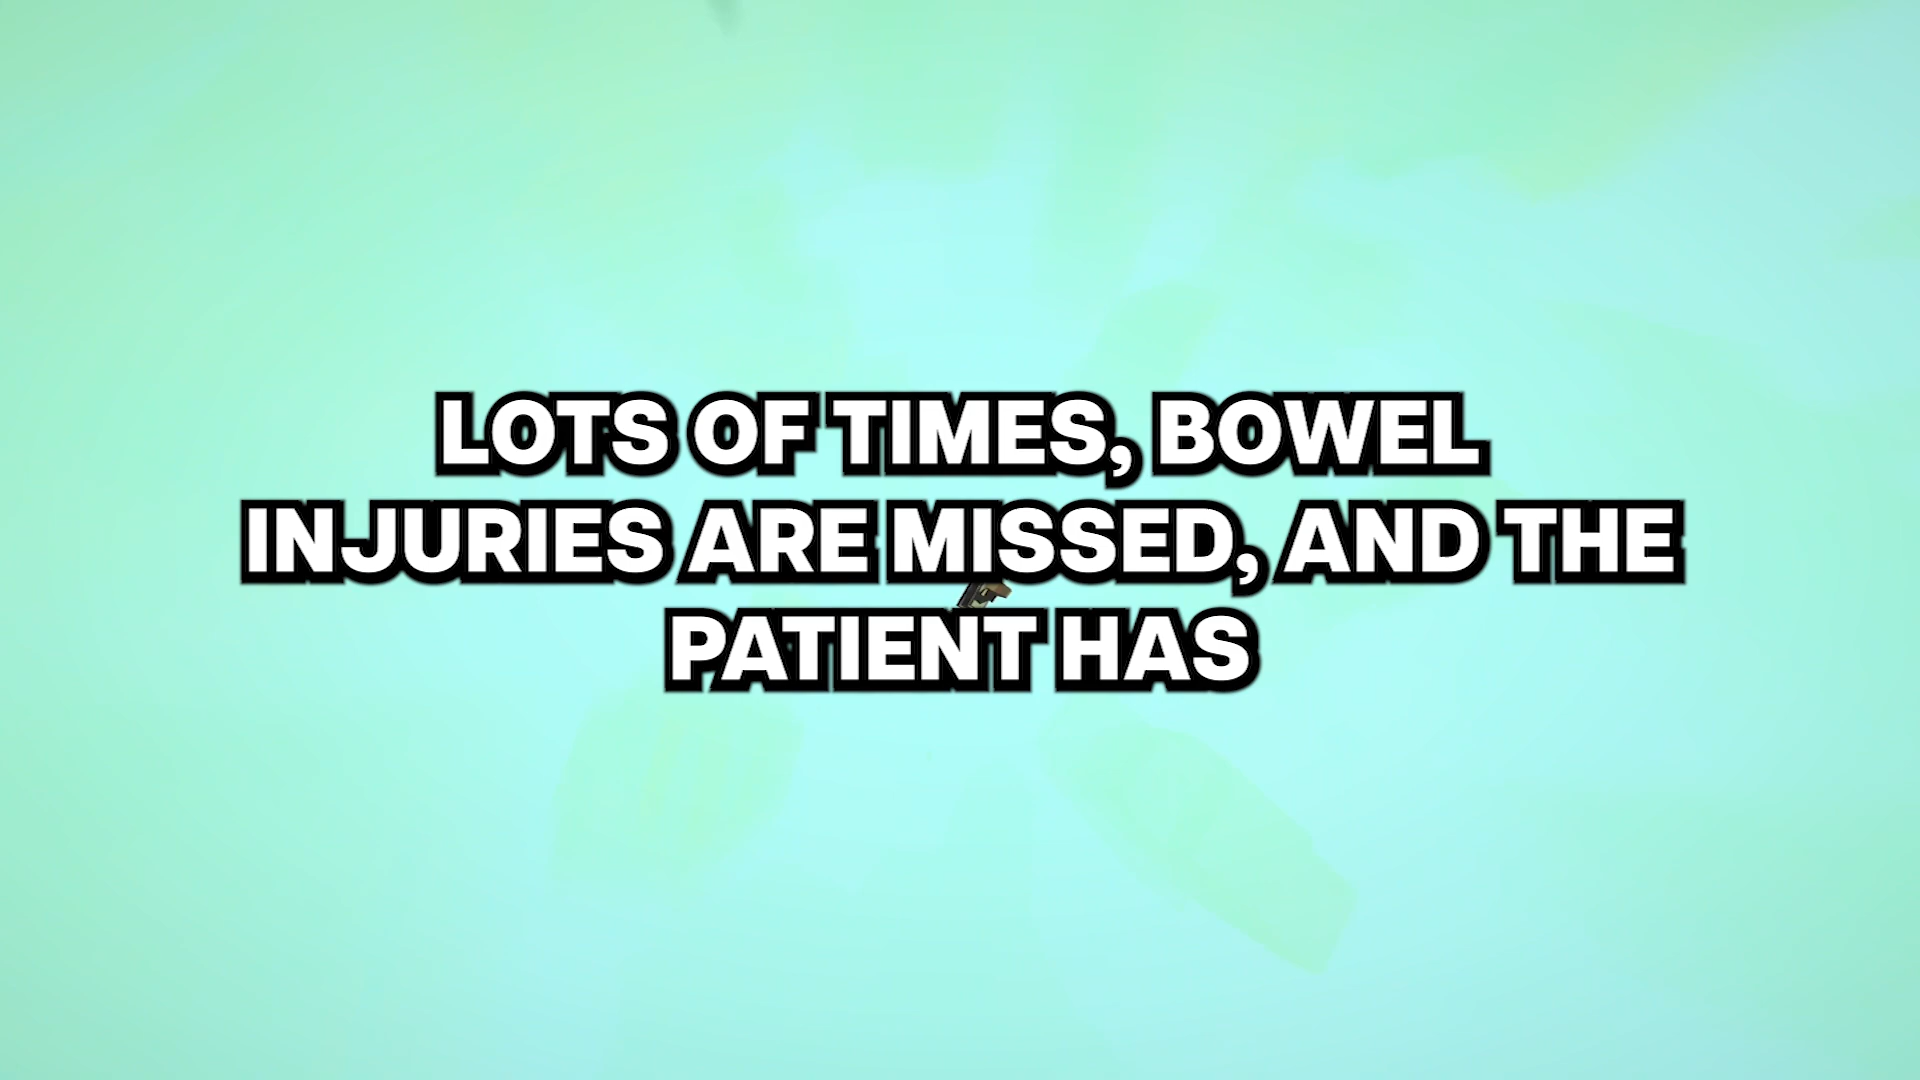 LOTS OF TIMES, BOWEL
INJURIES ARE MISSED, AND THE
PATIENT HAS